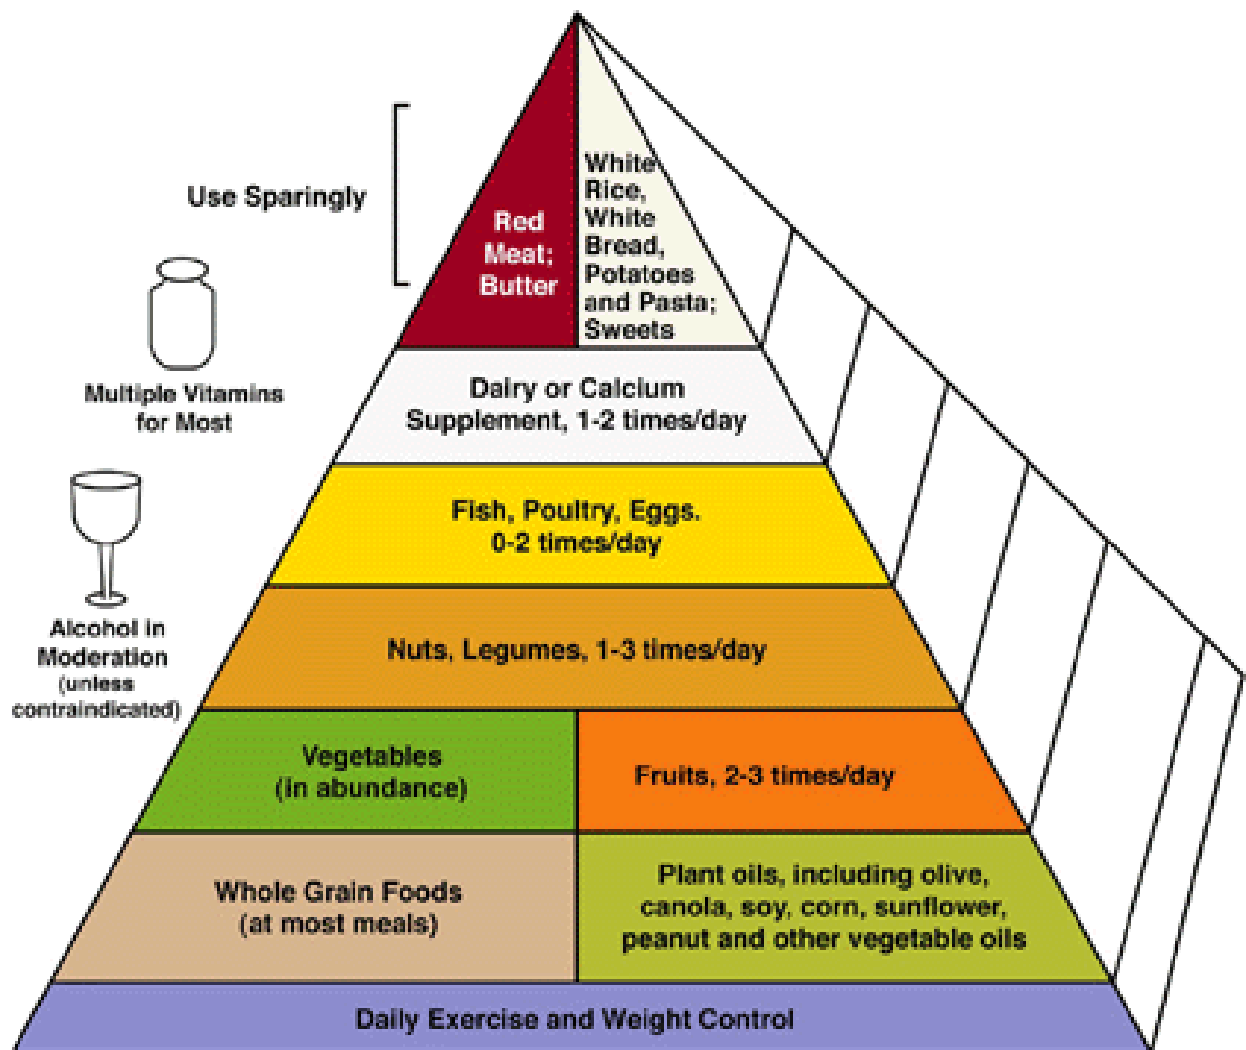 Use Sparingly
Red
Meat;
Butter
White
Rice,
White
Bread,
Potatoes
and Pasta;
Sweets
Multiple Vitamins
for Most
Dairy or Calcium
Supplement, 1-2 times/day
Fish, Poultry, Eggs.
0-2 times/day
Alcohol in
Moderation
(unless
contraindicated)
Nuts, Legumes, 1-3 times/day
Vegetables
(in abundance)
Fruits, 2-3 times/day
Whole Grain Foods
(at most meals)
Plant oils, including olive,
canola, soy, corn, sunflower,
peanut and other vegetable oils
Daily Exercise and Weight Control